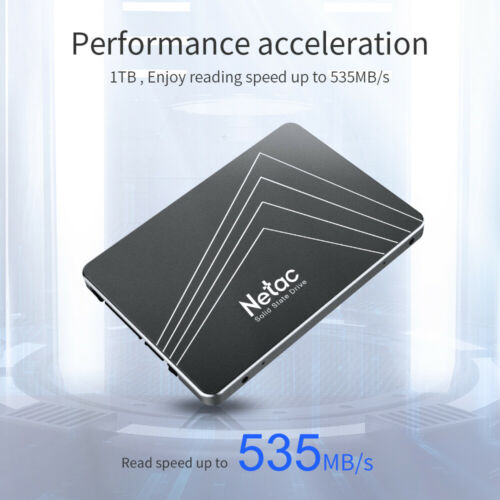 Performance acceleration
1TB , Enjoy reading speed up to 535MB/s
Netac
Solid State Drive
Read speed up to 535MB/s